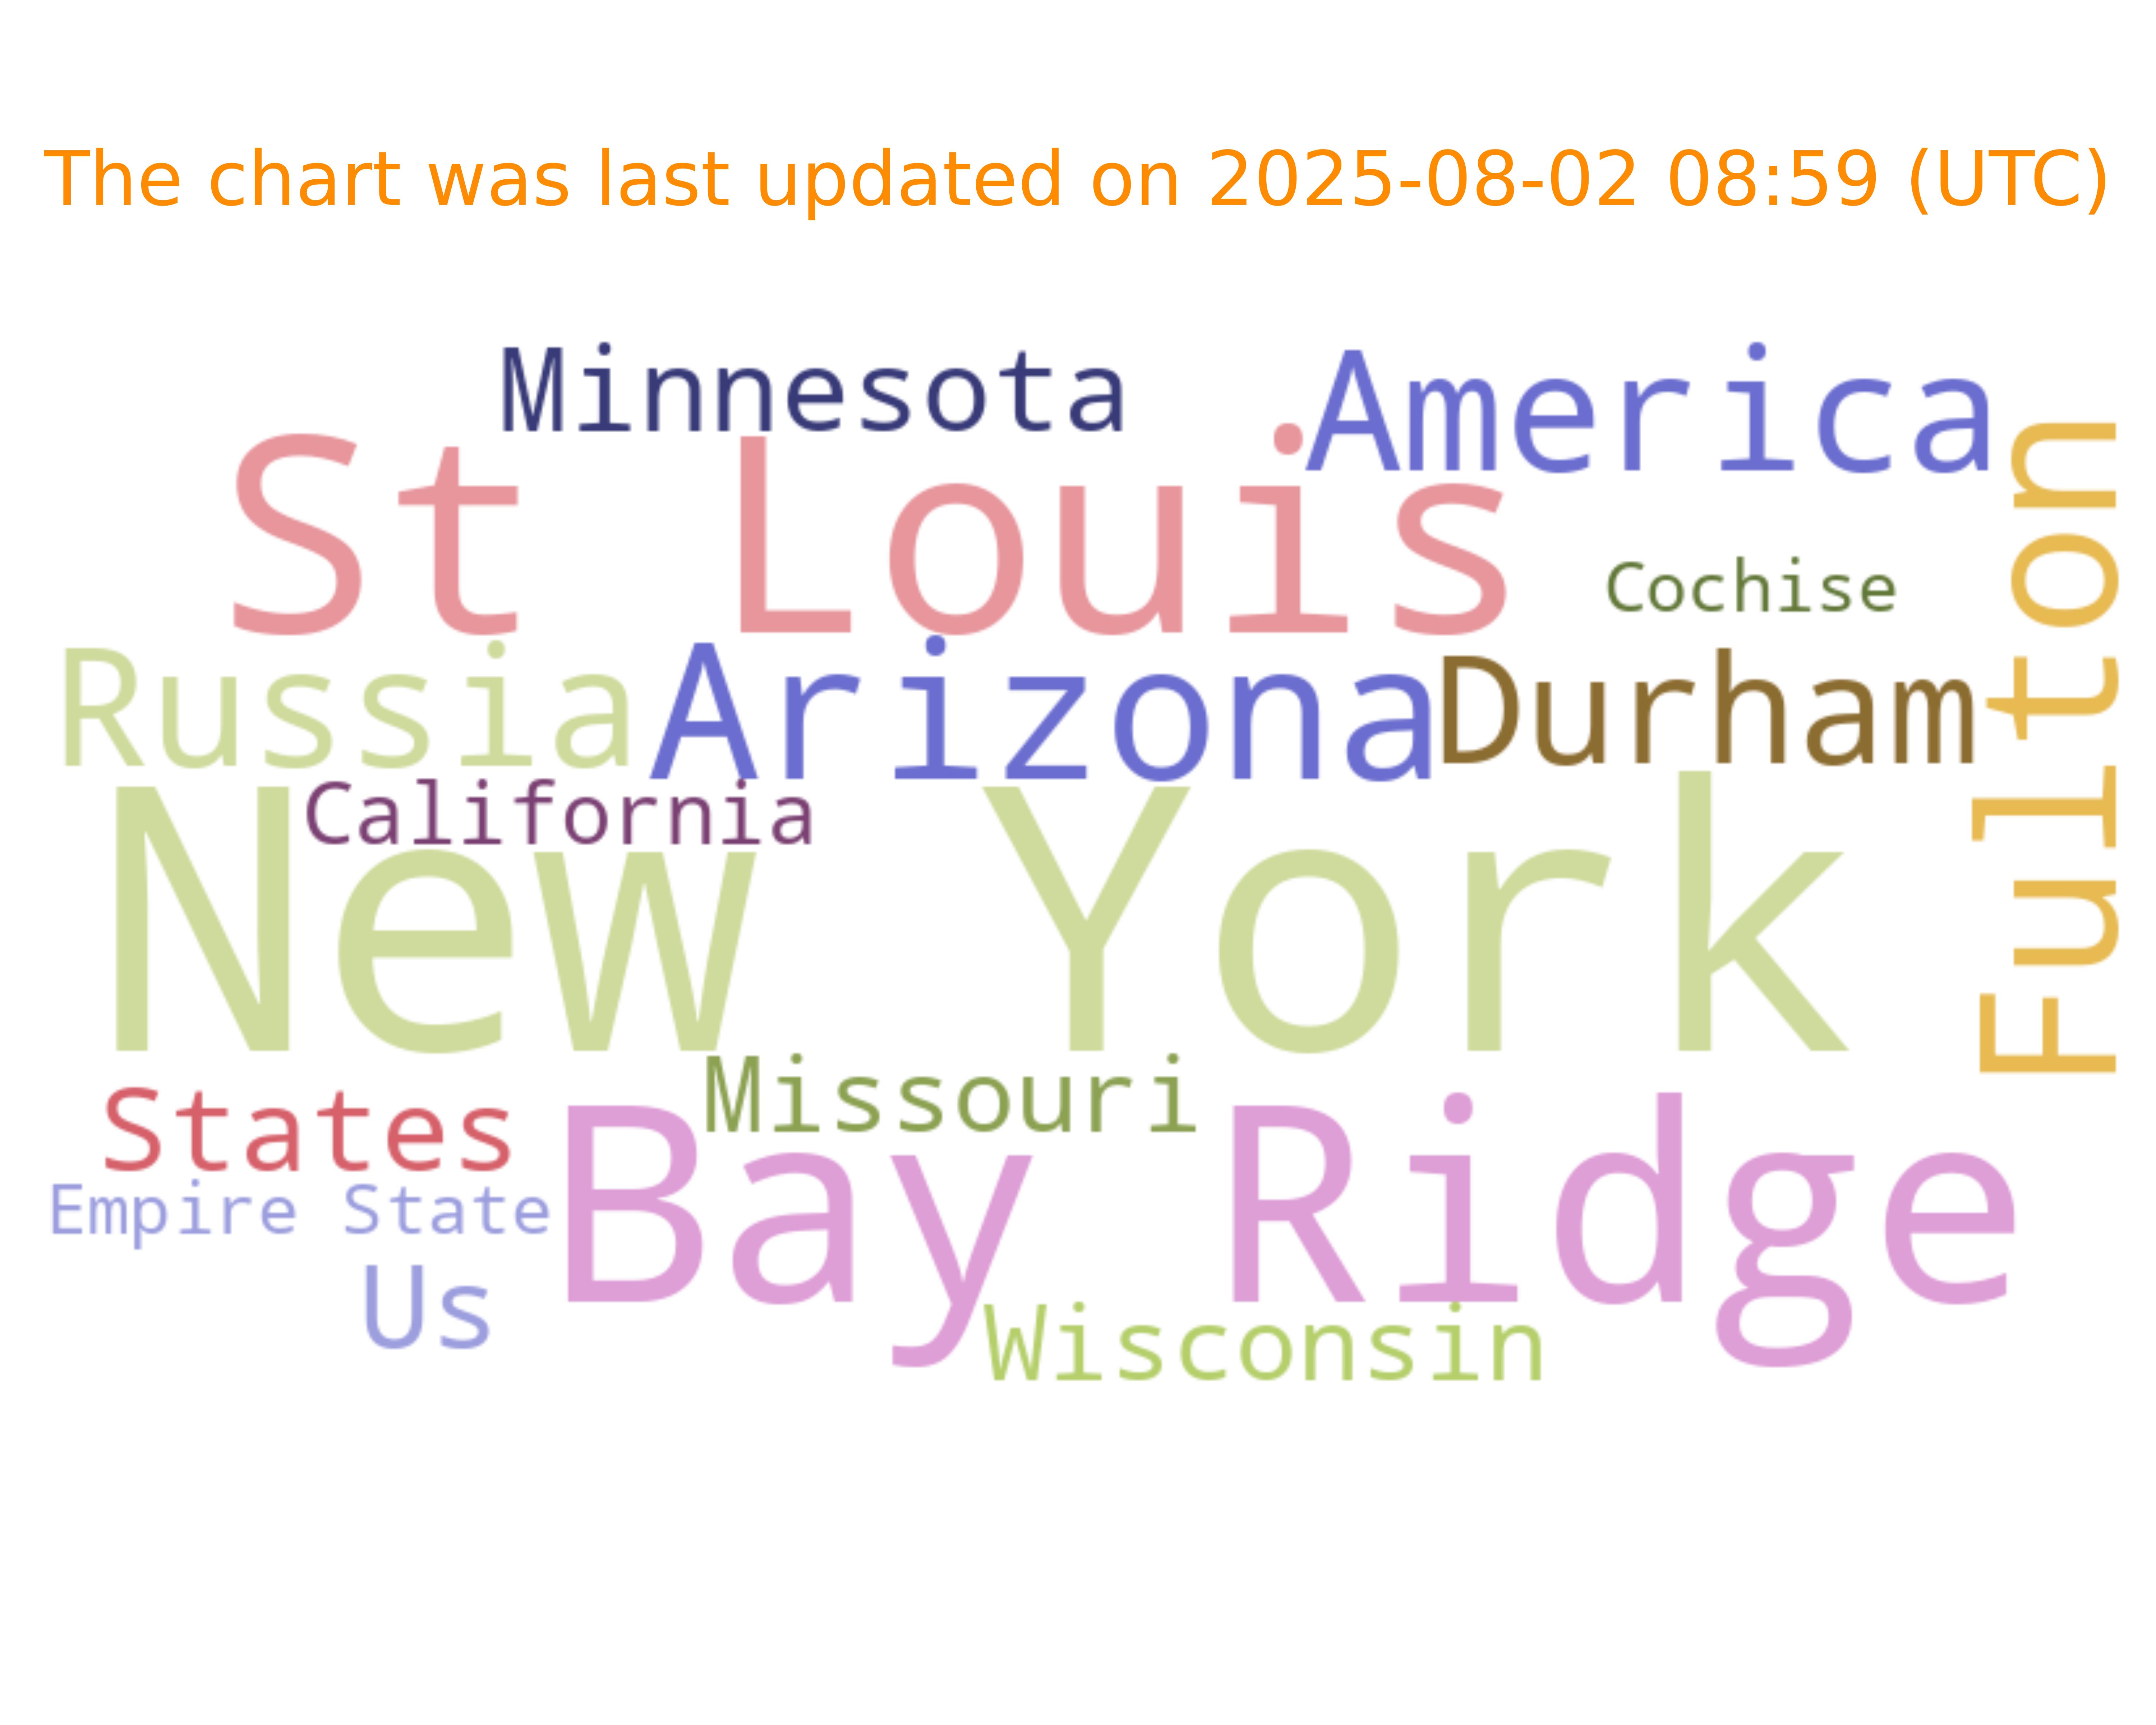 The chart was last updated on 2025-08-02 08:59 (UTC)
Minnesota
America
St Louis
Cochise
Fulton
Russia
Arizona
Durham
California
New York
Missouri
States
Bay Ridge
Empire State
Us
Wisconsin